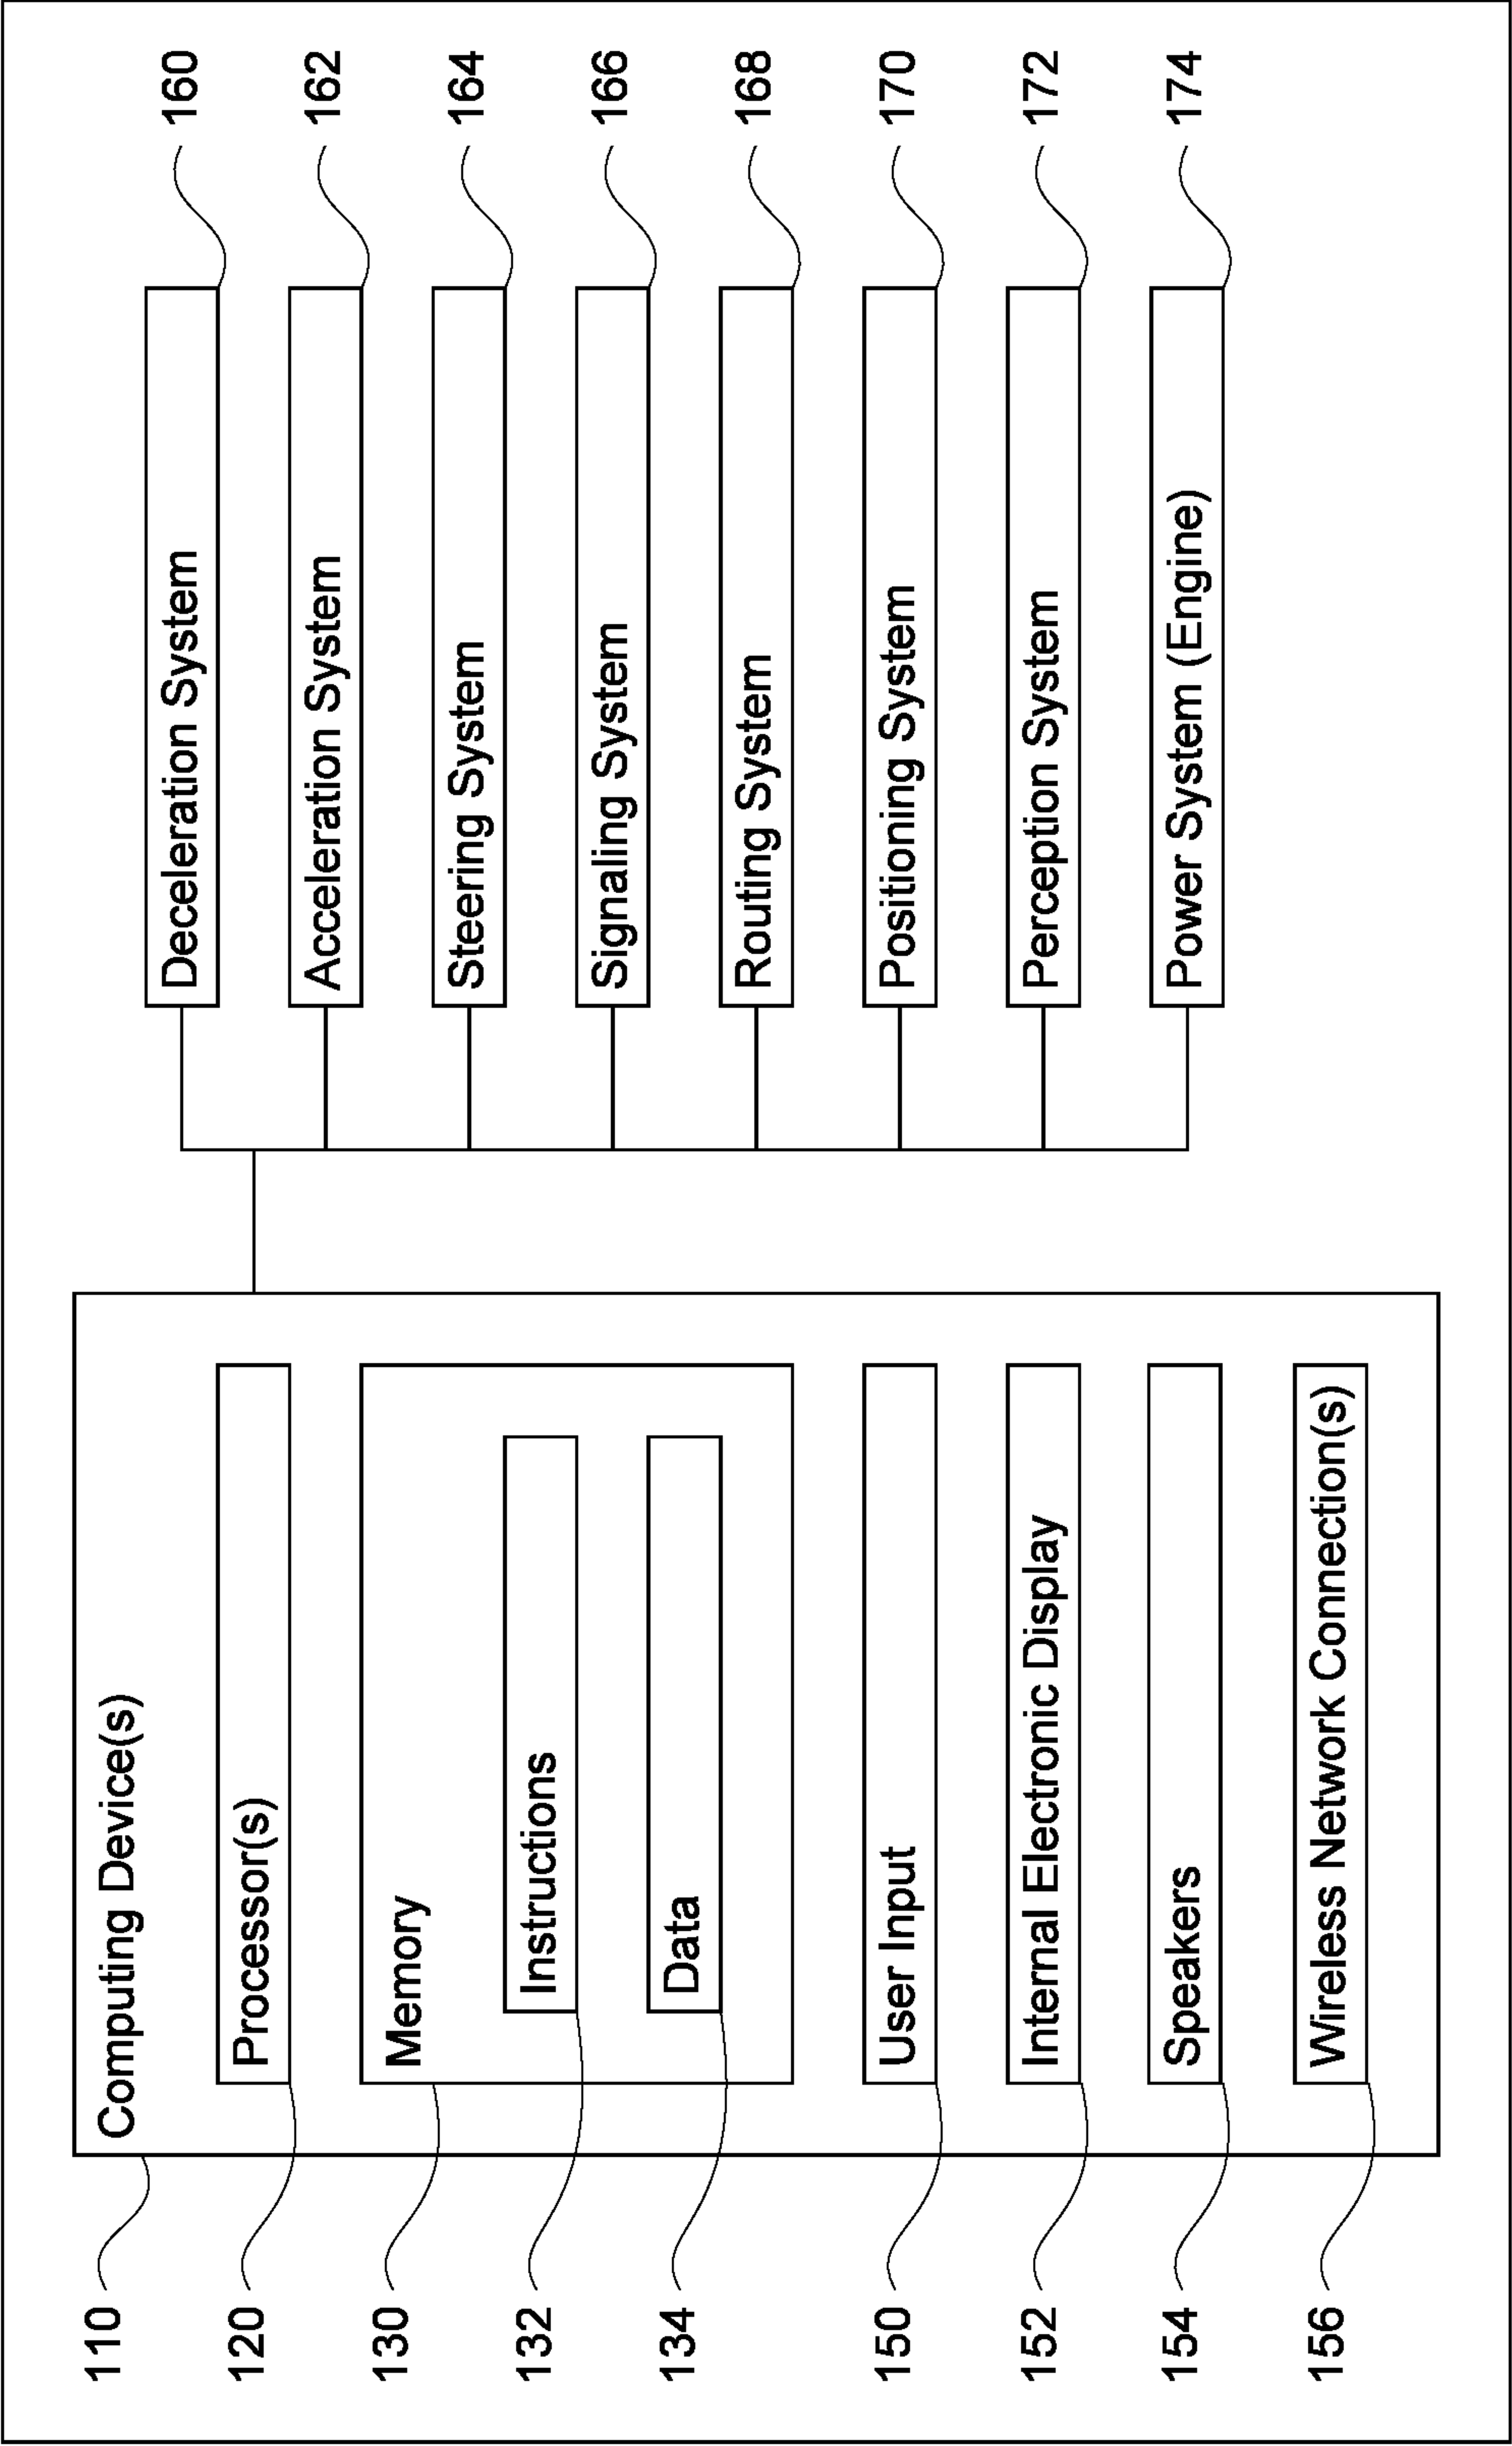 110
Computing Device(s)
120
Processor(s)
130
Memory
132
Instructions
134
Data
150
User Input
152
Internal Electronic Display
154
Speakers
156
Wireless Network Connection(s)
Deceleration System
160
Acceleration System
162
Steering System
164
Signaling System
166
Routing System
168
Positioning System
170
Perception System
172
Power System (Engine)
174